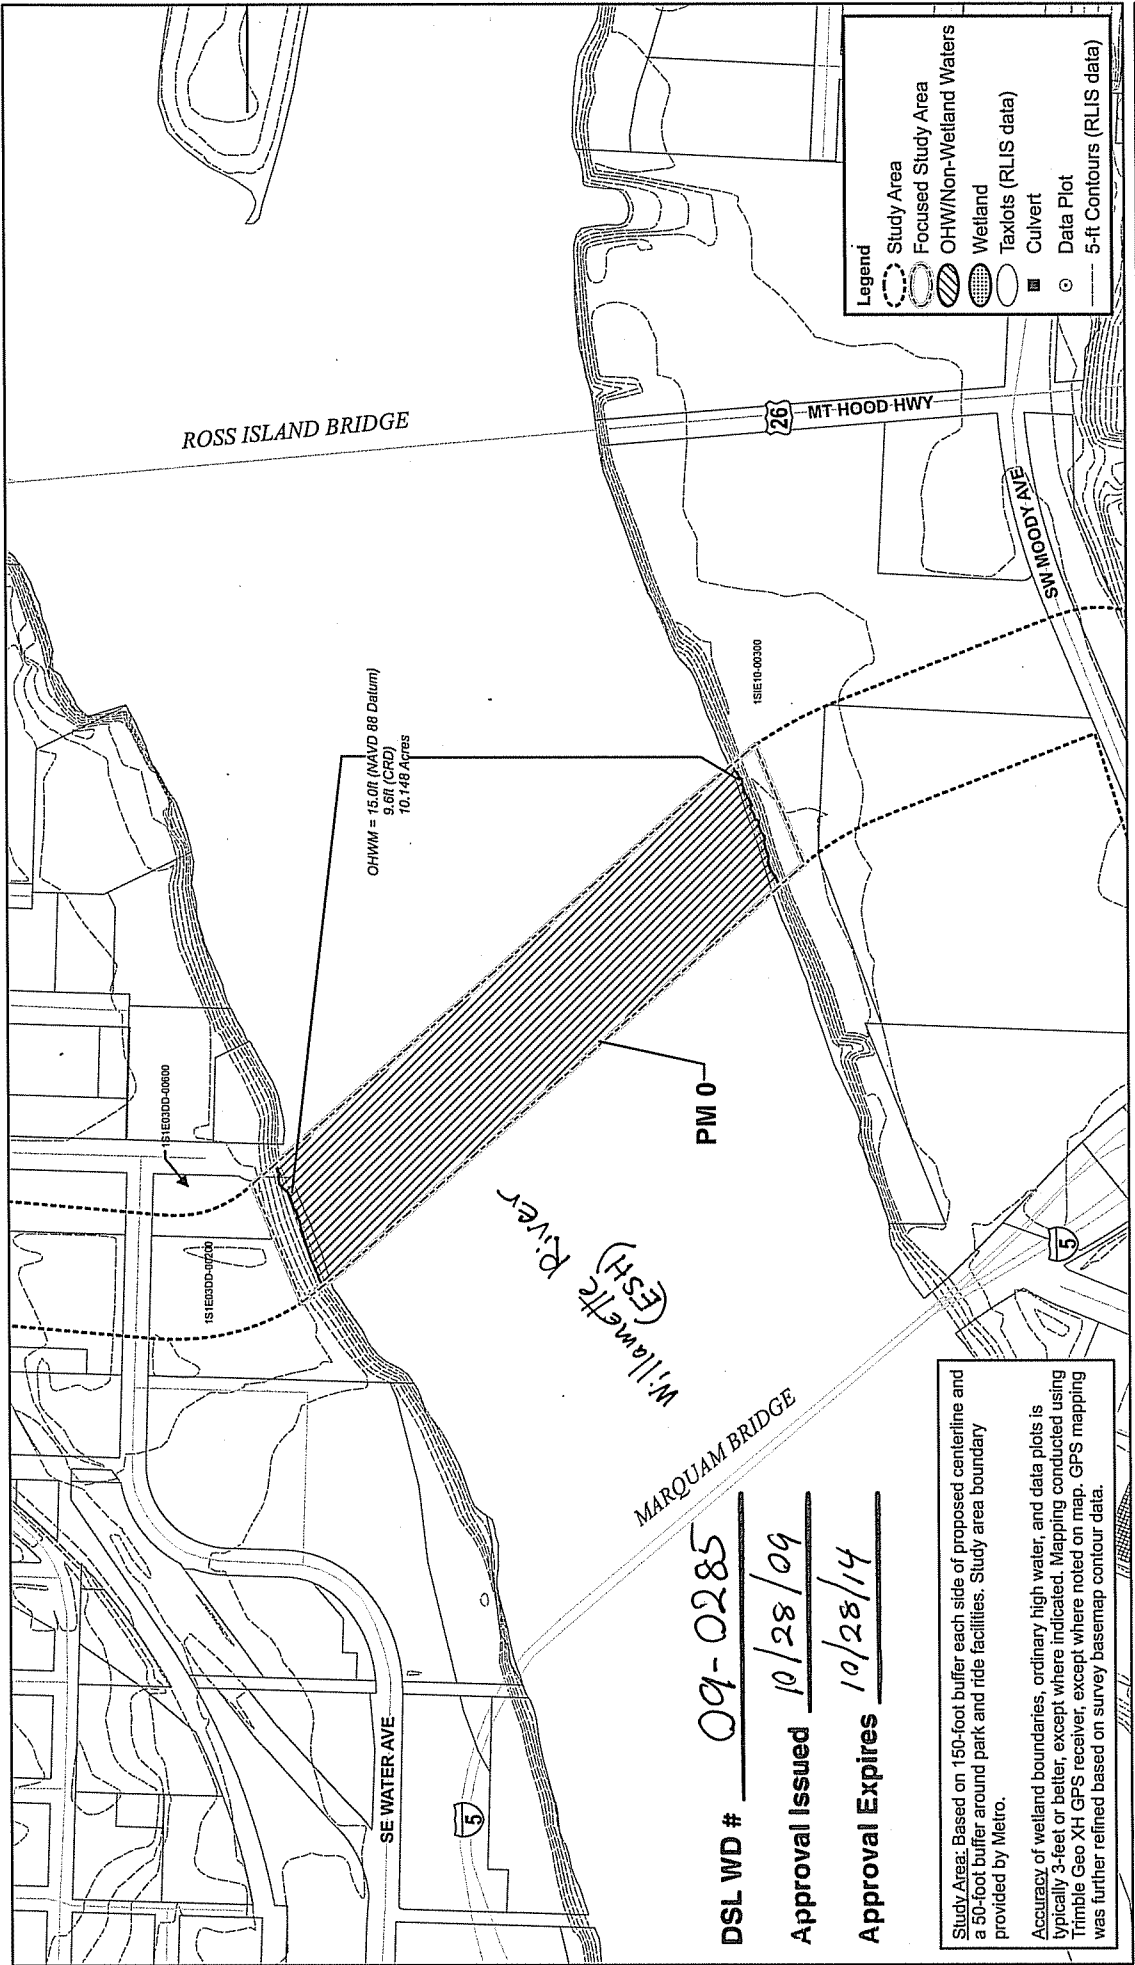 ROSS ISLAND BRIDGE
26
MT HOOD HWY
SW MOODY AVE
OHWM = 15.0ft (NAVD 88 Datum)
9.6ft (CRD)
10.148 Acres
1SIE10-00300
1S1E03DD-00600
1S1E03DD-00200
PM 0
Willamette River
(ESH)
MARQUAM BRIDGE
5
SE WATER AVE
5
DSL WD # 09-0285
Approval Issued 10/28/09
Approval Expires 10/28/14
Legend
Study Area
Focused Study Area
OHW/Non-Wetland Waters
Wetland
Taxlots (RLIS data)
Culvert
Data Plot
5-ft Contours (RLIS data)
Study Area: Based on 150-foot buffer each side of proposed centerline and
a 50-foot buffer around park and ride facilities. Study area boundary
provided by Metro.
Accuracy of wetland boundaries, ordinary high water, and data plots is
typically 3-feet or better, except where indicated. Mapping conducted using
Trimble Geo XH GPS receiver, except where noted on map. GPS mapping
was further refined based on survey basemap contour data.